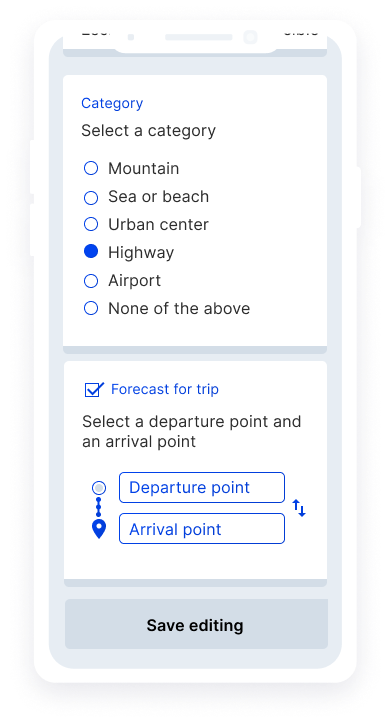 Category
Select a category
Mountain
Sea or beach
Urban center
Highway
Airport
None of the above
Forecast for trip
Select a departure point and
an arrival point
Departure point
Arrival point
Save editing